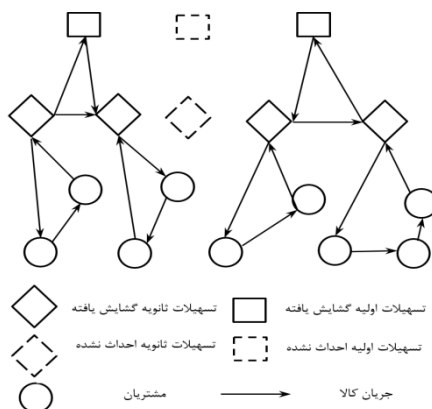 تسهیلات اولیه گشایش یافته
تسهیلات ثانویه گشایش یافته
تسهیلات اولیه احداث نشده
تسهیلات ثانویه احداث نشده
جریان کالا
مشتریان